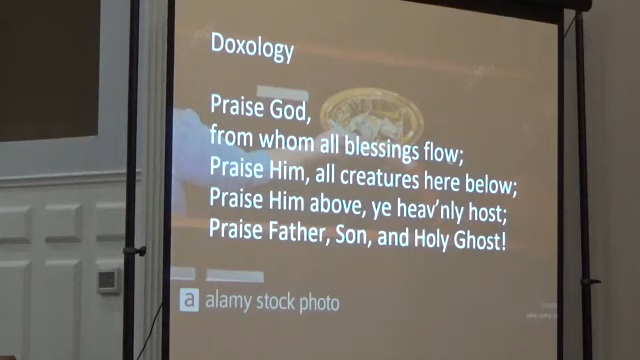 Doxology
Praise God,
from whom all blessings flow;
Praise Him, all creatures here below;
Praise Him above, ye heav'nly host;
Praise Father, Son, and Holy Ghost!
a alamy stock photo